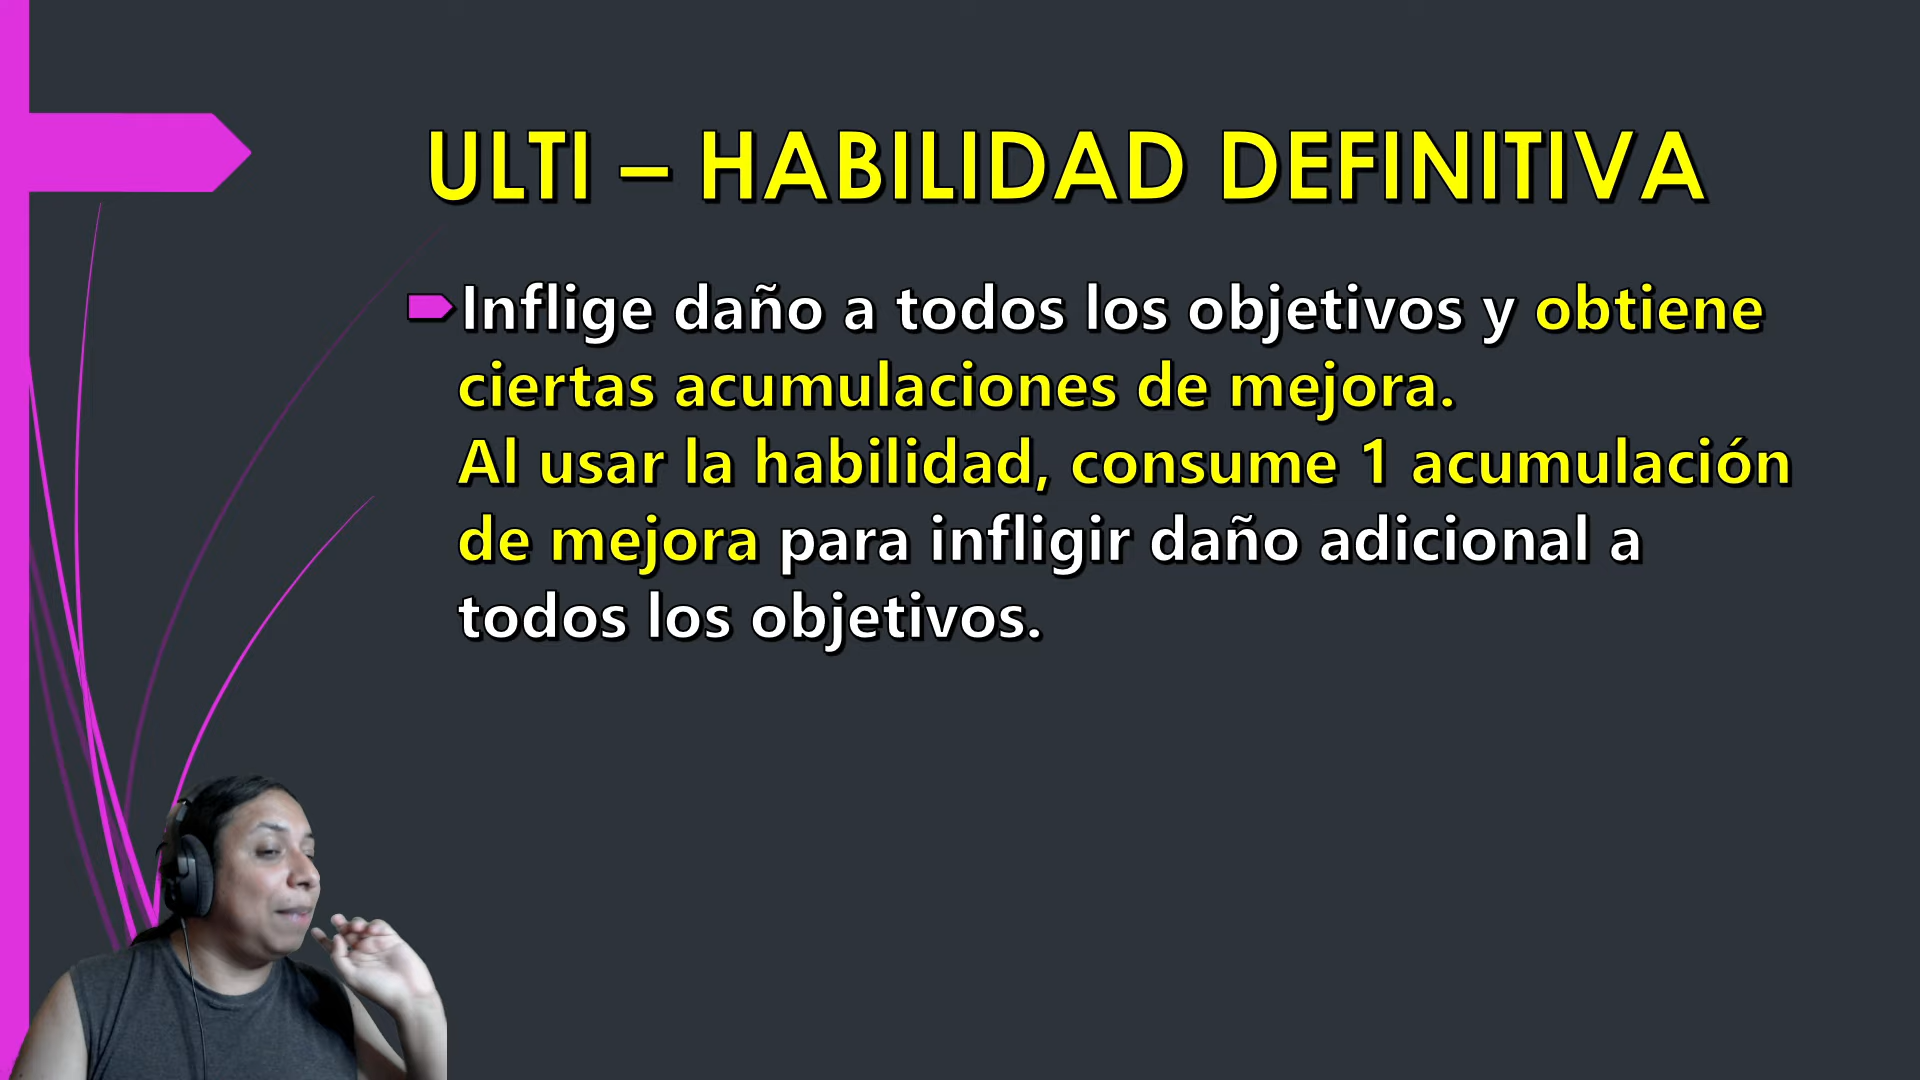 ULTI – HABILIDAD DEFINITIVA
Inflige daño a todos los objetivos y obtiene
ciertas acumulaciones de mejora.
Al usar la habilidad, consume 1 acumulación
de mejora para infligir daño adicional a
todos los objetivos.